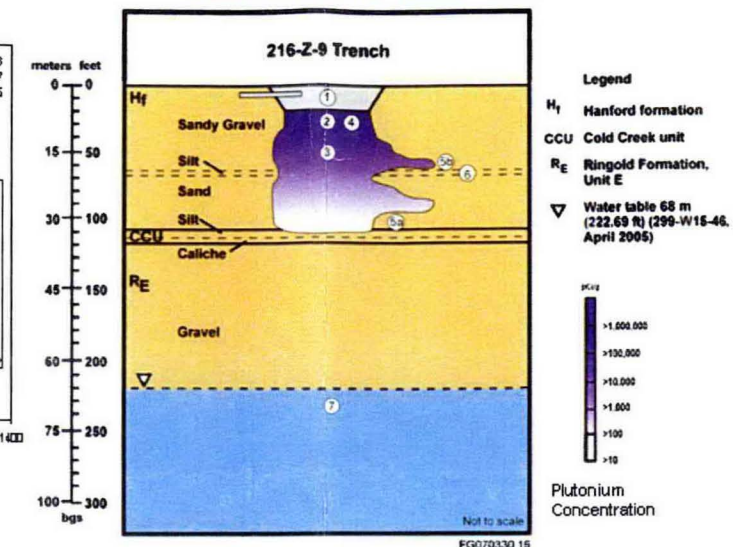 216-Z-9 Trench
meters feet
0 0
15 50
30 100
45 150
60 200
75 250
100 300
bgs
Hf
Sandy Gravel
Silt
Sand
Silt
CCU
Caliche
RE
Gravel
1
2 4
3
5b
6
5a
7
Not to scale
FG070330.15
Legend
Hf Hanford formation
CCU Cold Creek unit
RE Ringold Formation,
Unit E
Water table 68 m
(222.69 ft) (299-W15-46,
April 2005)
pCi/g
>1,000,000
>100,000
>10,000
>1,000
>100
>10
Plutonium
Concentration